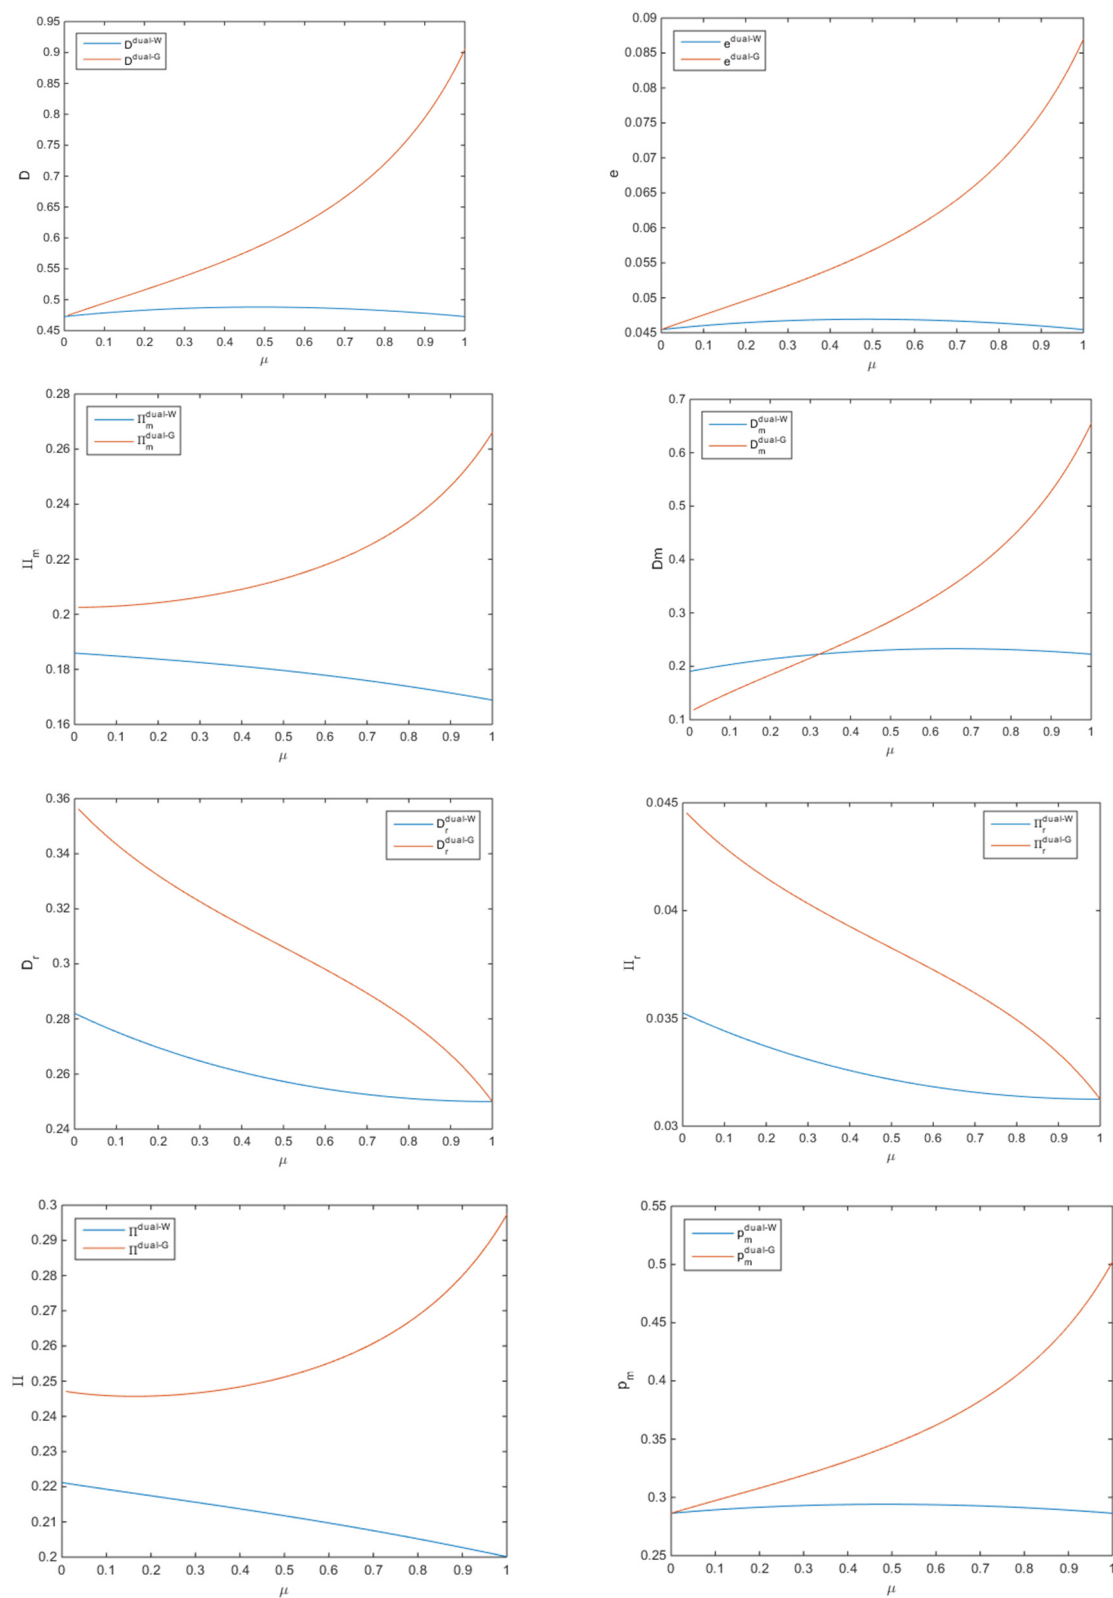 0.95
0.9
0.85
0.8
0.75
0.7
0.65
0.6
0.55
0.5
0.45
D
D^dual-W
D^dual-G
0 0.1 0.2 0.3 0.4 0.5 0.6 0.7 0.8 0.9 1
μ
0.09
0.085
0.08
0.075
0.07
0.065
0.06
0.055
0.05
0.045
e
e^dual-W
e^dual-G
0 0.1 0.2 0.3 0.4 0.5 0.6 0.7 0.8 0.9 1
μ
0.28
0.26
0.24
0.22
0.2
0.18
0.16
Π_m
Π_m^dual-W
Π_m^dual-G
0 0.1 0.2 0.3 0.4 0.5 0.6 0.7 0.8 0.9 1
μ
0.7
0.6
0.5
0.4
0.3
0.2
0.1
Dm
D_m^dual-W
D_m^dual-G
0 0.1 0.2 0.3 0.4 0.5 0.6 0.7 0.8 0.9 1
μ
0.36
0.34
0.32
0.3
0.28
0.26
0.24
D_r
D_r^dual-W
D_r^dual-G
0 0.1 0.2 0.3 0.4 0.5 0.6 0.7 0.8 0.9 1
μ
0.045
0.04
0.035
0.03
Π_r
Π_r^dual-W
Π_r^dual-G
0 0.1 0.2 0.3 0.4 0.5 0.6 0.7 0.8 0.9 1
μ
0.3
0.29
0.28
0.27
0.26
0.25
0.24
0.23
0.22
0.21
0.2
Π
Π^dual-W
Π^dual-G
0 0.1 0.2 0.3 0.4 0.5 0.6 0.7 0.8 0.9 1
μ
0.55
0.5
0.45
0.4
0.35
0.3
0.25
p_m
p_m^dual-W
p_m^dual-G
0 0.1 0.2 0.3 0.4 0.5 0.6 0.7 0.8 0.9 1
μ